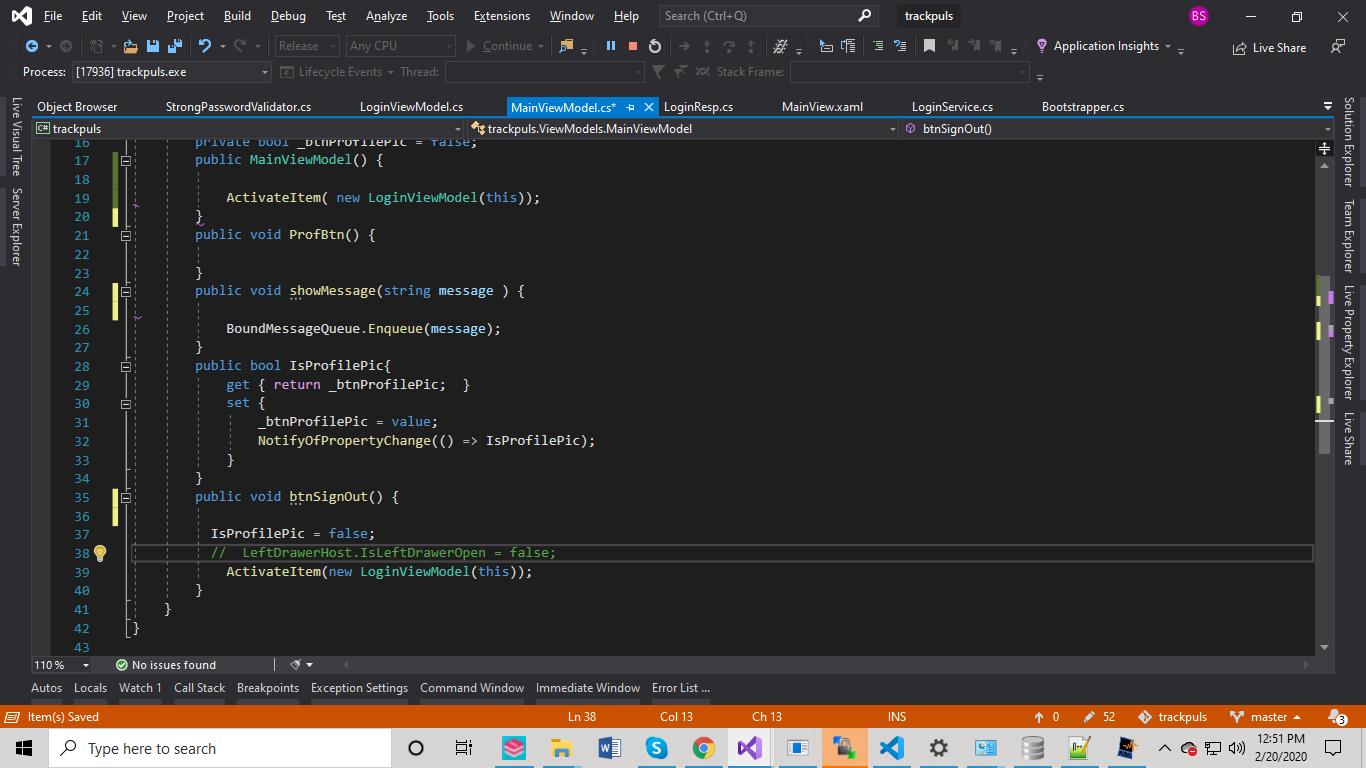 File Edit View Project Build Debug Test Analyze Tools Extensions Window Help Search (Ctrl+Q) trackpuls BS
Release Any CPU Continue Application Insights Live Share
Process: [17936] trackpuls.exe Lifecycle Events Thread: Stack Frame:
Object Browser StrongPasswordValidator.cs LoginViewModel.cs MainViewModel.cs* LoginResp.cs MainView.xaml LoginService.cs Bootstrapper.cs
C# trackpuls trackpuls.ViewModels.MainViewModel btnSignOut()
Live Visual Tree
Server Explorer
16 private bool _btnProfilePic = false;
17 public MainViewModel() {
18
19 ActivateItem( new LoginViewModel(this));
20 }
21 public void ProfBtn() {
22
23 }
24 public void showMessage(string message ) {
25
26 BoundMessageQueue.Enqueue(message);
27 }
28 public bool IsProfilePic{
29 get { return _btnProfilePic; }
30 set {
31 _btnProfilePic = value;
32 NotifyOfPropertyChange(() => IsProfilePic);
33 }
34 }
35 public void btnSignOut() {
36
37 IsProfilePic = false;
38 // LeftDrawerHost.IsLeftDrawerOpen = false;
39 ActivateItem(new LoginViewModel(this));
40 }
41 }
42 }
43
Solution Explorer
Team Explorer
Live Property Explorer
Live Share
110 % No issues found
Autos Locals Watch 1 Call Stack Breakpoints Exception Settings Command Window Immediate Window Error List ...
Item(s) Saved Ln 38 Col 13 Ch 13 INS 0 52 trackpuls master 3
Type here to search 12:51 PM
2/20/2020